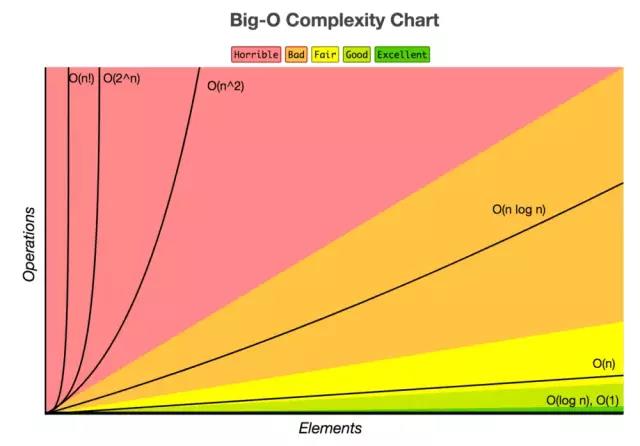 Big-O Complexity Chart
Horrible Bad Fair Good Excellent
O(n!) O(2^n)
O(n^2)
O(n log n)
O(n)
O(log n), O(1)
Operations
Elements